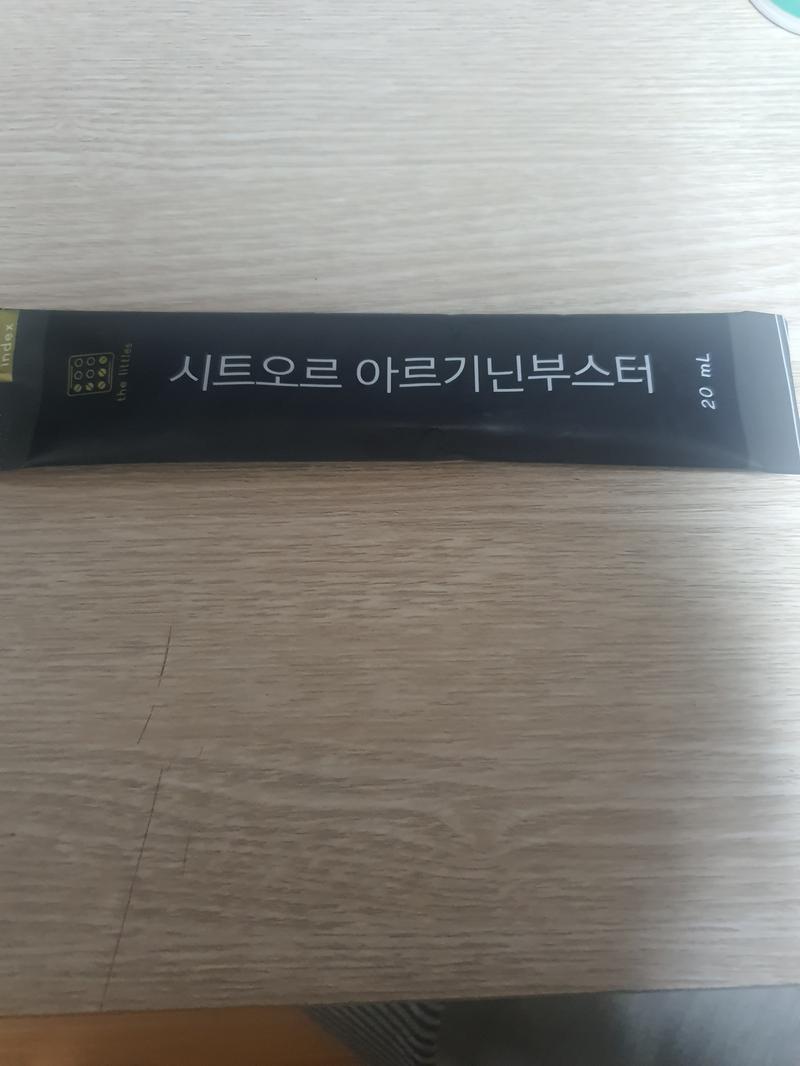 index
the littles
시트오르 아르기닌부스터
20 mL